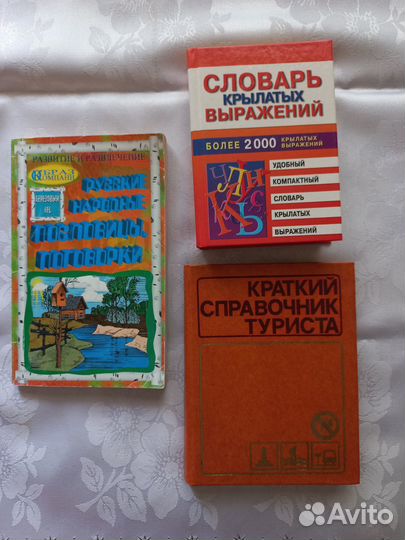 РАЗВИТИЕ И РАЗВЛЕЧЕНИЕ
КОМПАНИЯ
РУССКИЕ
НАРОДНЫЕ
ПОСЛОВИЦЫ,
ПОГОВОРКИ
СЛОВАРЬ
КРЫЛАТЫХ
ВЫРАЖЕНИЙ
БОЛЕЕ 2000 КРЫЛАТЫХ ВЫРАЖЕНИЙ
УДОБНЫЙ
КОМПАКТНЫЙ
СЛОВАРЬ
КРЫЛАТЫХ
ВЫРАЖЕНИЙ
КРАТКИЙ
СПРАВОЧНИК
ТУРИСТА
Avito